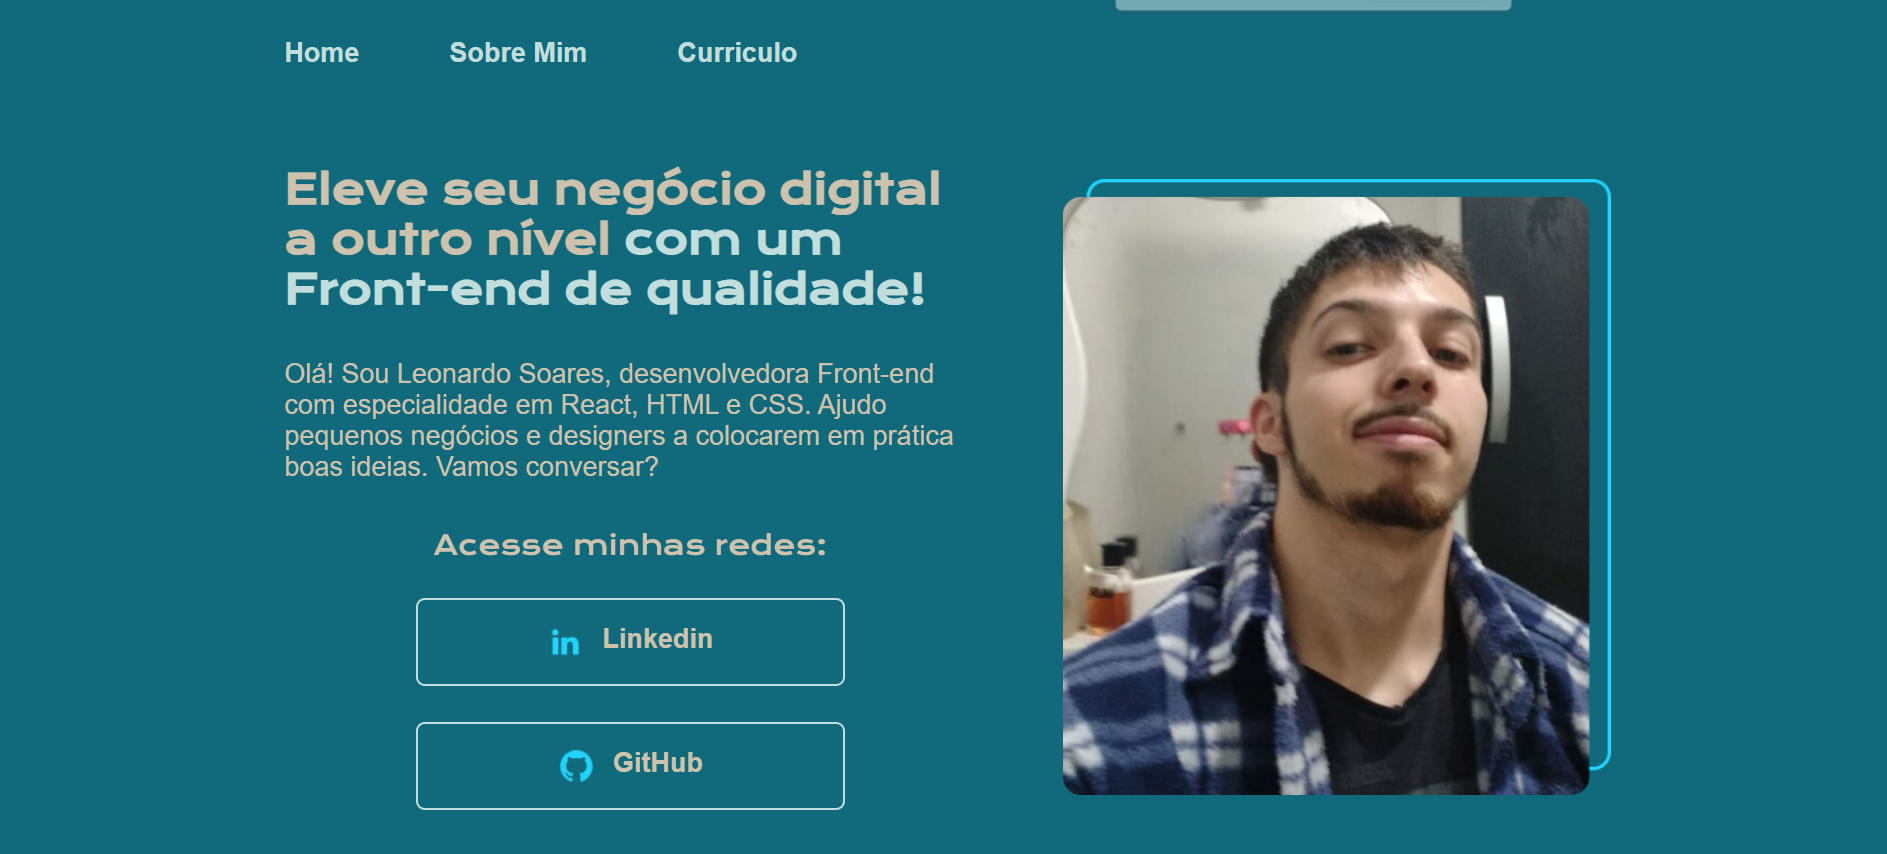 Home Sobre Mim Curriculo
Eleve seu negócio digital
a outro nível com um
Front-end de qualidade!
Olá! Sou Leonardo Soares, desenvolvedora Front-end
com especialidade em React, HTML e CSS. Ajudo
pequenos negócios e designers a colocarem em prática
boas ideias. Vamos conversar?
Acesse minhas redes:
in Linkedin
GitHub